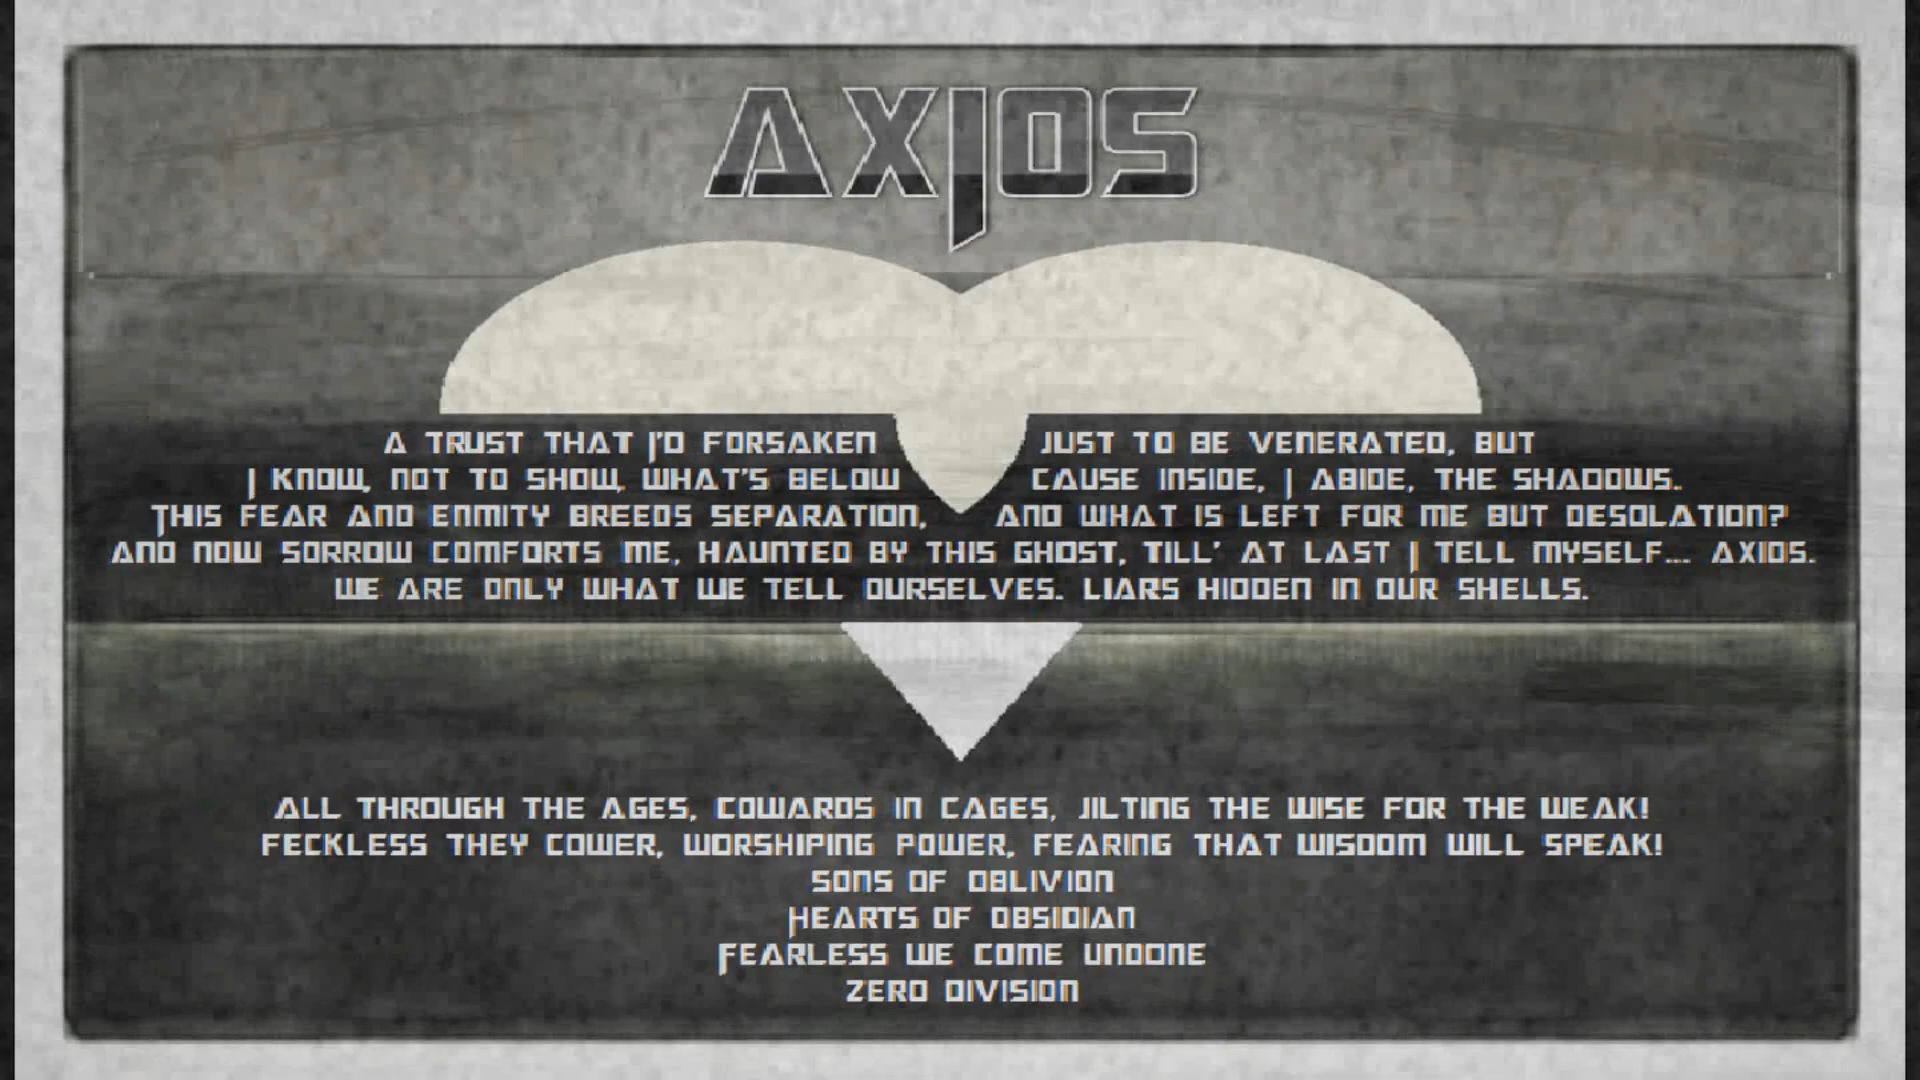 AXIOS
A TRUST THAT I'D FORSAKEN JUST TO BE VENERATED, BUT
I KNOW, NOT TO SHOW, WHAT'S BELOW CAUSE INSIDE, I ABIDE, THE SHADOWS.
THIS FEAR AND ENMITY BREEDS SEPARATION, AND WHAT IS LEFT FOR ME BUT DESOLATION?
AND NOW SORROW COMFORTS ME, HAUNTED BY THIS GHOST, TILL' AT LAST I TELL MYSELF... AXIOS.
WE ARE ONLY WHAT WE TELL OURSELVES. LIARS HIDDEN IN OUR SHELLS.
ALL THROUGH THE AGES, COWARDS IN CAGES, JILTING THE WISE FOR THE WEAK!
FECKLESS THEY COWER, WORSHIPING POWER, FEARING THAT WISDOM WILL SPEAK!
SONS OF OBLIVION
HEARTS OF OBSIDIAN
FEARLESS WE COME UNDONE
ZERO DIVISION